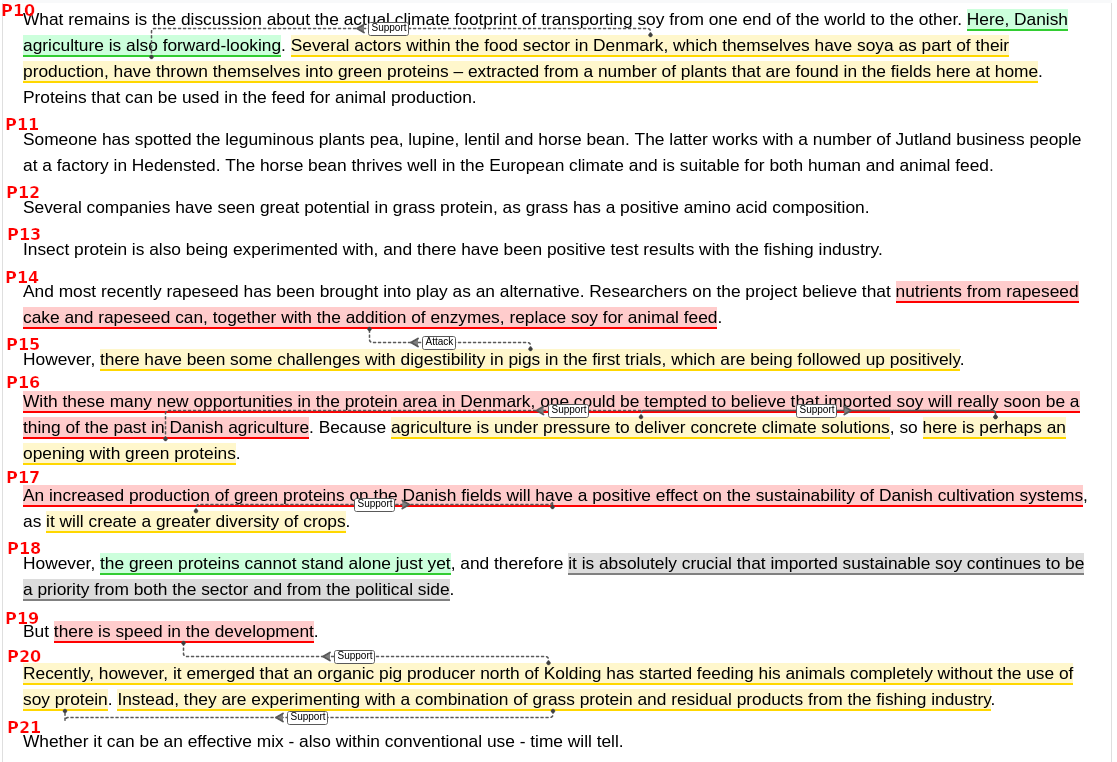 P10
What remains is the discussion about the actual climate footprint of transporting soy from one end of the world to the other. Here, Danish
Support
agriculture is also forward-looking. Several actors within the food sector in Denmark, which themselves have soya as part of their
production, have thrown themselves into green proteins – extracted from a number of plants that are found in the fields here at home.
Proteins that can be used in the feed for animal production.
P11
Someone has spotted the leguminous plants pea, lupine, lentil and horse bean. The latter works with a number of Jutland business people
at a factory in Hedensted. The horse bean thrives well in the European climate and is suitable for both human and animal feed.
P12
Several companies have seen great potential in grass protein, as grass has a positive amino acid composition.
P13
Insect protein is also being experimented with, and there have been positive test results with the fishing industry.
P14
And most recently rapeseed has been brought into play as an alternative. Researchers on the project believe that nutrients from rapeseed
cake and rapeseed can, together with the addition of enzymes, replace soy for animal feed.
Attack
P15
However, there have been some challenges with digestibility in pigs in the first trials, which are being followed up positively.
P16
With these many new opportunities in the protein area in Denmark, one could be tempted to believe that imported soy will really soon be a
Support Support
thing of the past in Danish agriculture. Because agriculture is under pressure to deliver concrete climate solutions, so here is perhaps an
opening with green proteins.
P17
An increased production of green proteins on the Danish fields will have a positive effect on the sustainability of Danish cultivation systems,
Support
as it will create a greater diversity of crops.
P18
However, the green proteins cannot stand alone just yet, and therefore it is absolutely crucial that imported sustainable soy continues to be
a priority from both the sector and from the political side.
P19
But there is speed in the development.
Support
P20
Recently, however, it emerged that an organic pig producer north of Kolding has started feeding his animals completely without the use of
soy protein. Instead, they are experimenting with a combination of grass protein and residual products from the fishing industry.
Support
P21
Whether it can be an effective mix - also within conventional use - time will tell.